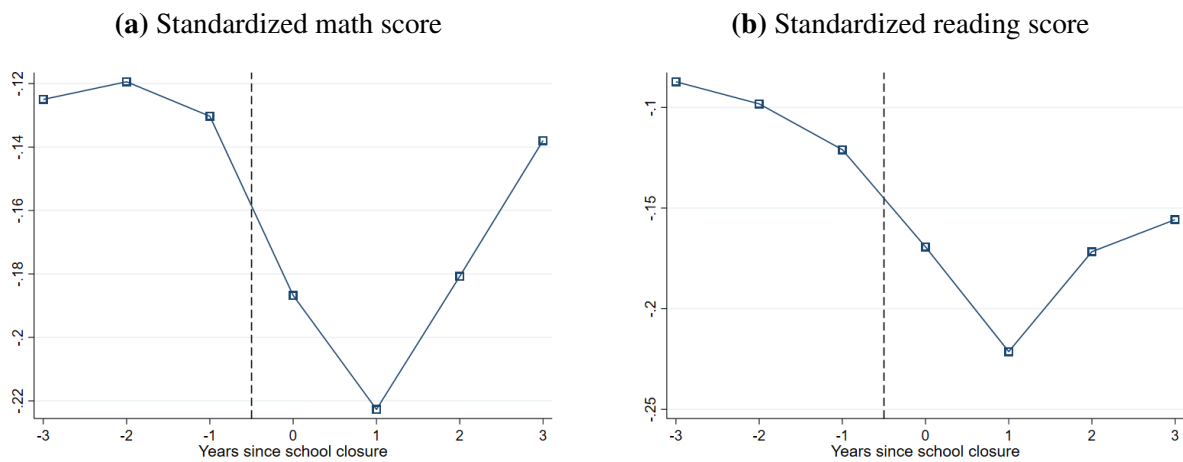 (a) Standardized math score
-.12
-.14
-.16
-.18
-.2
-.22
-3 -2 -1 0 1 2 3
Years since school closure
(b) Standardized reading score
-.1
-.15
-.2
-.25
-3 -2 -1 0 1 2 3
Years since school closure